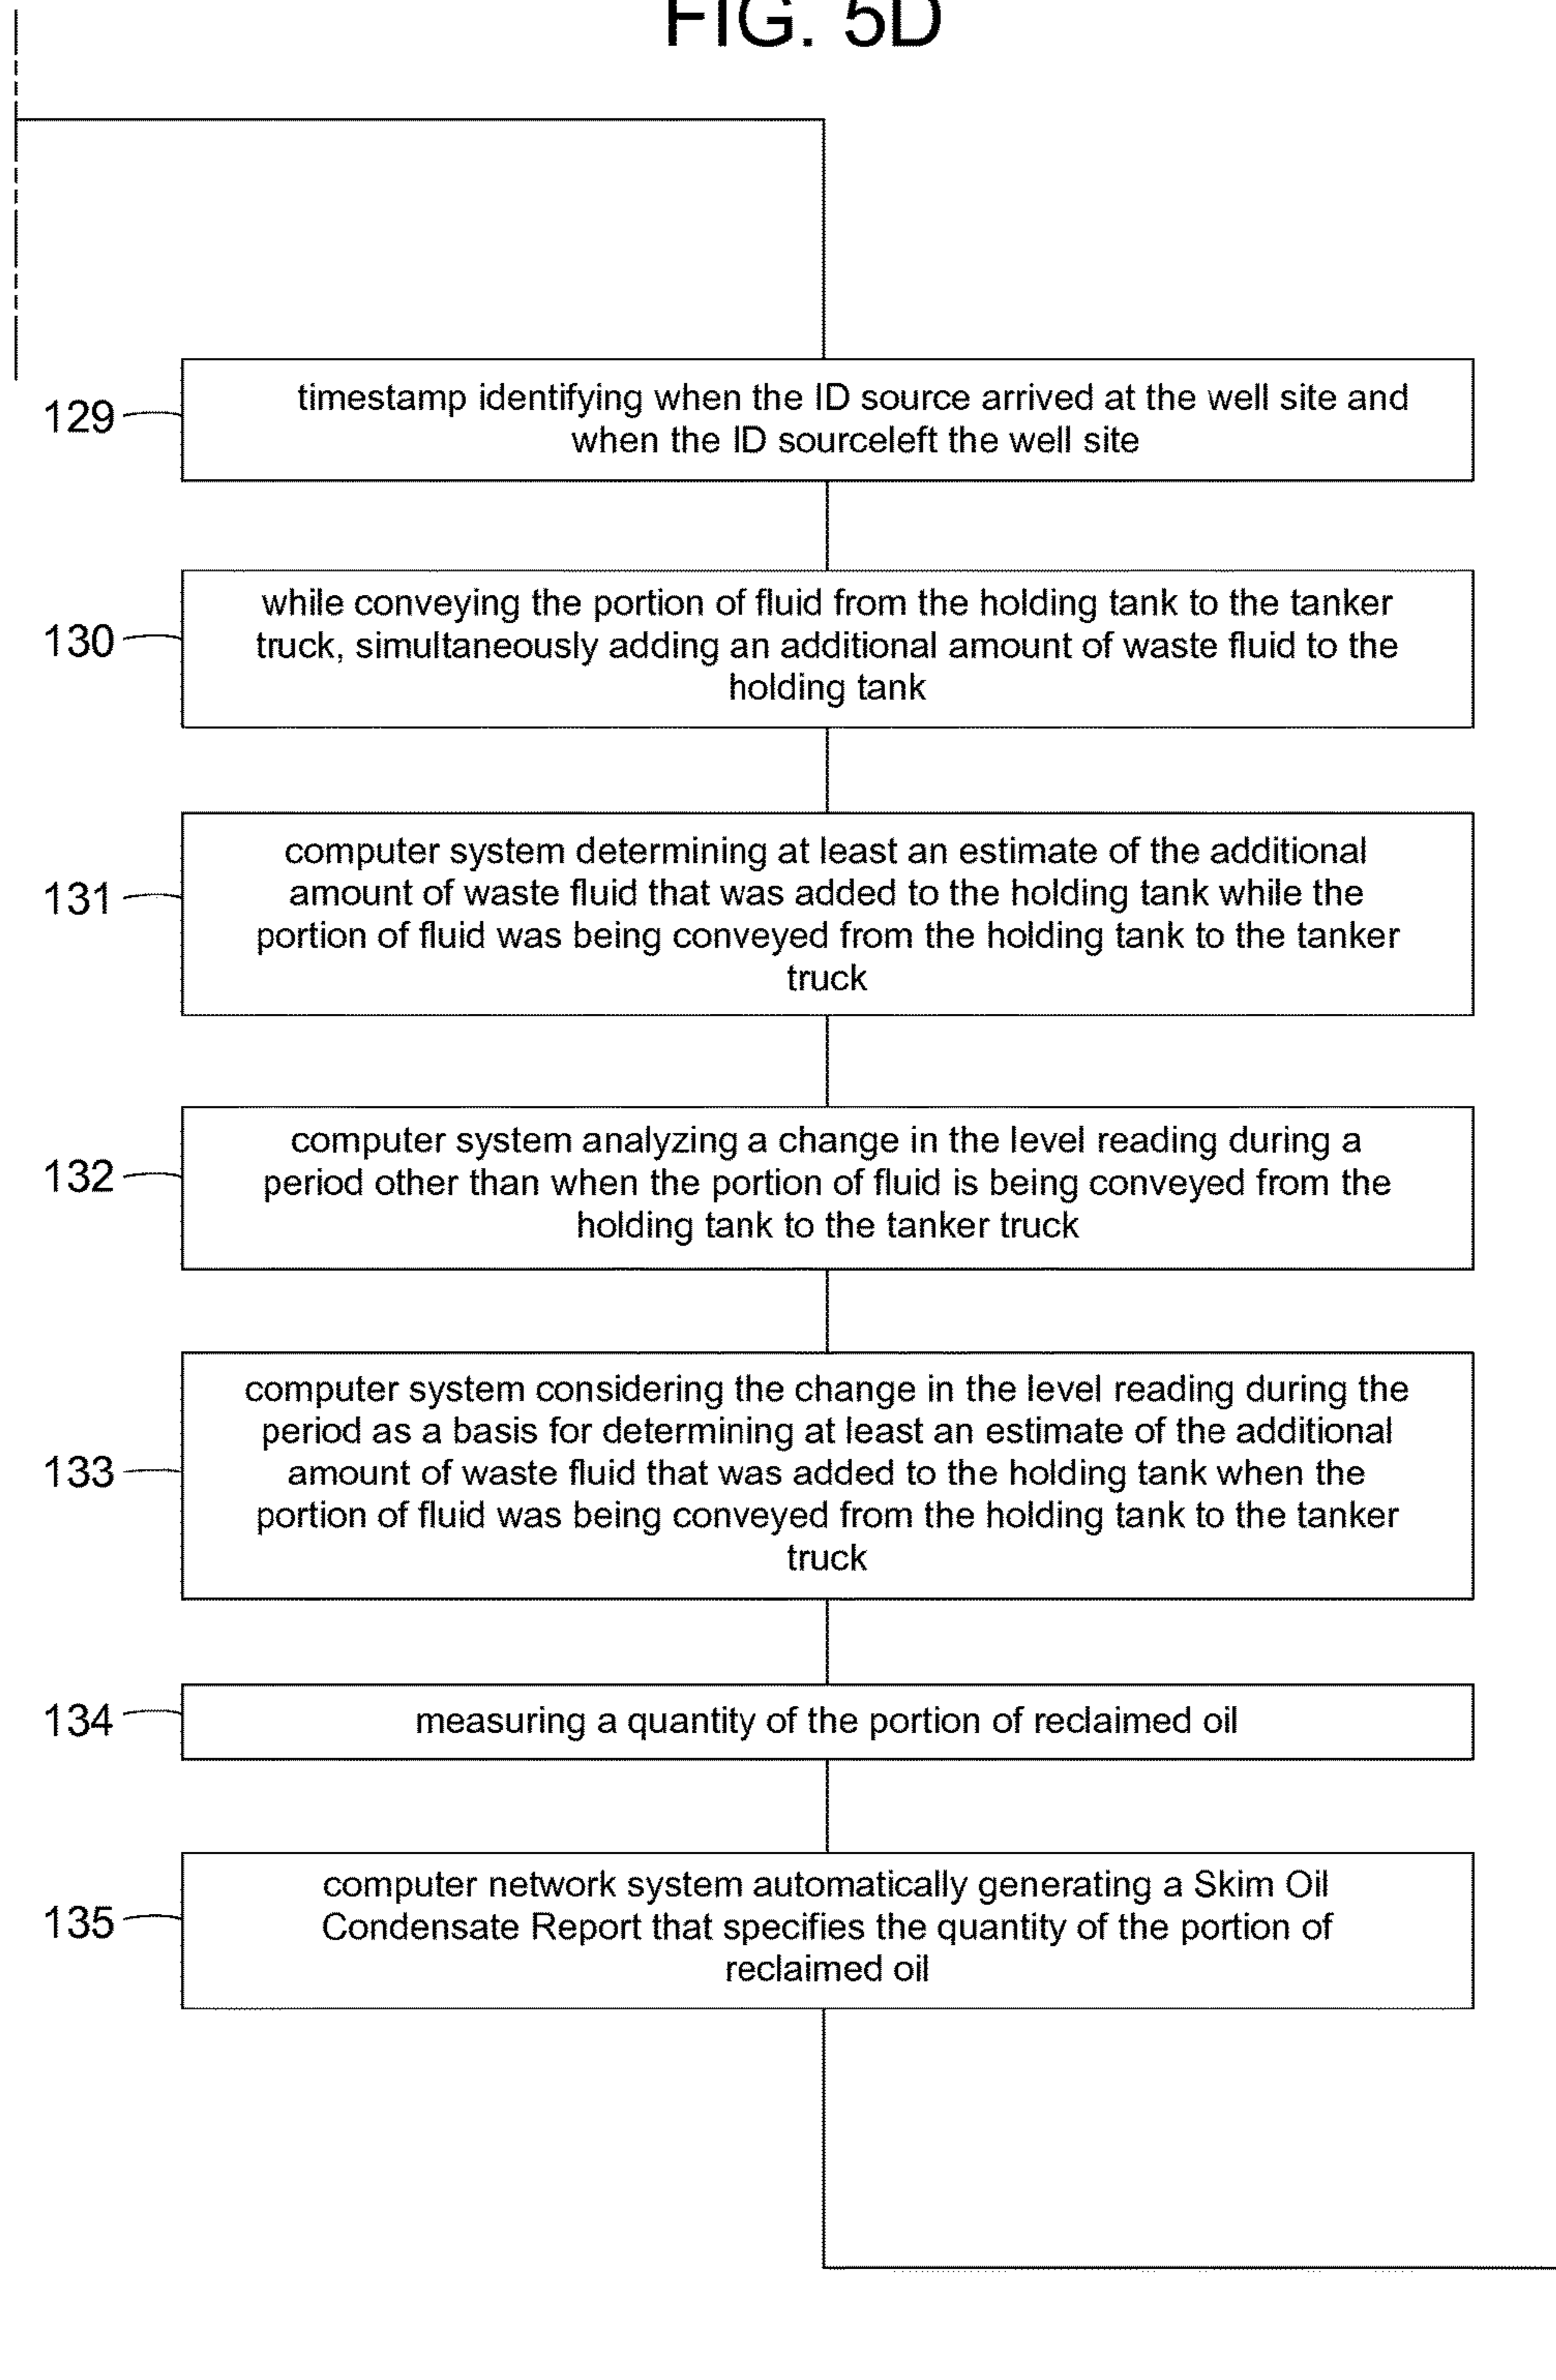 FIG. 5D
129
timestamp identifying when the ID source arrived at the well site and
when the ID sourceleft the well site
130
while conveying the portion of fluid from the holding tank to the tanker
truck, simultaneously adding an additional amount of waste fluid to the
holding tank
131
computer system determining at least an estimate of the additional
amount of waste fluid that was added to the holding tank while the
portion of fluid was being conveyed from the holding tank to the tanker
truck
132
computer system analyzing a change in the level reading during a
period other than when the portion of fluid is being conveyed from the
holding tank to the tanker truck
133
computer system considering the change in the level reading during the
period as a basis for determining at least an estimate of the additional
amount of waste fluid that was added to the holding tank when the
portion of fluid was being conveyed from the holding tank to the tanker
truck
134
measuring a quantity of the portion of reclaimed oil
135
computer network system automatically generating a Skim Oil
Condensate Report that specifies the quantity of the portion of
reclaimed oil